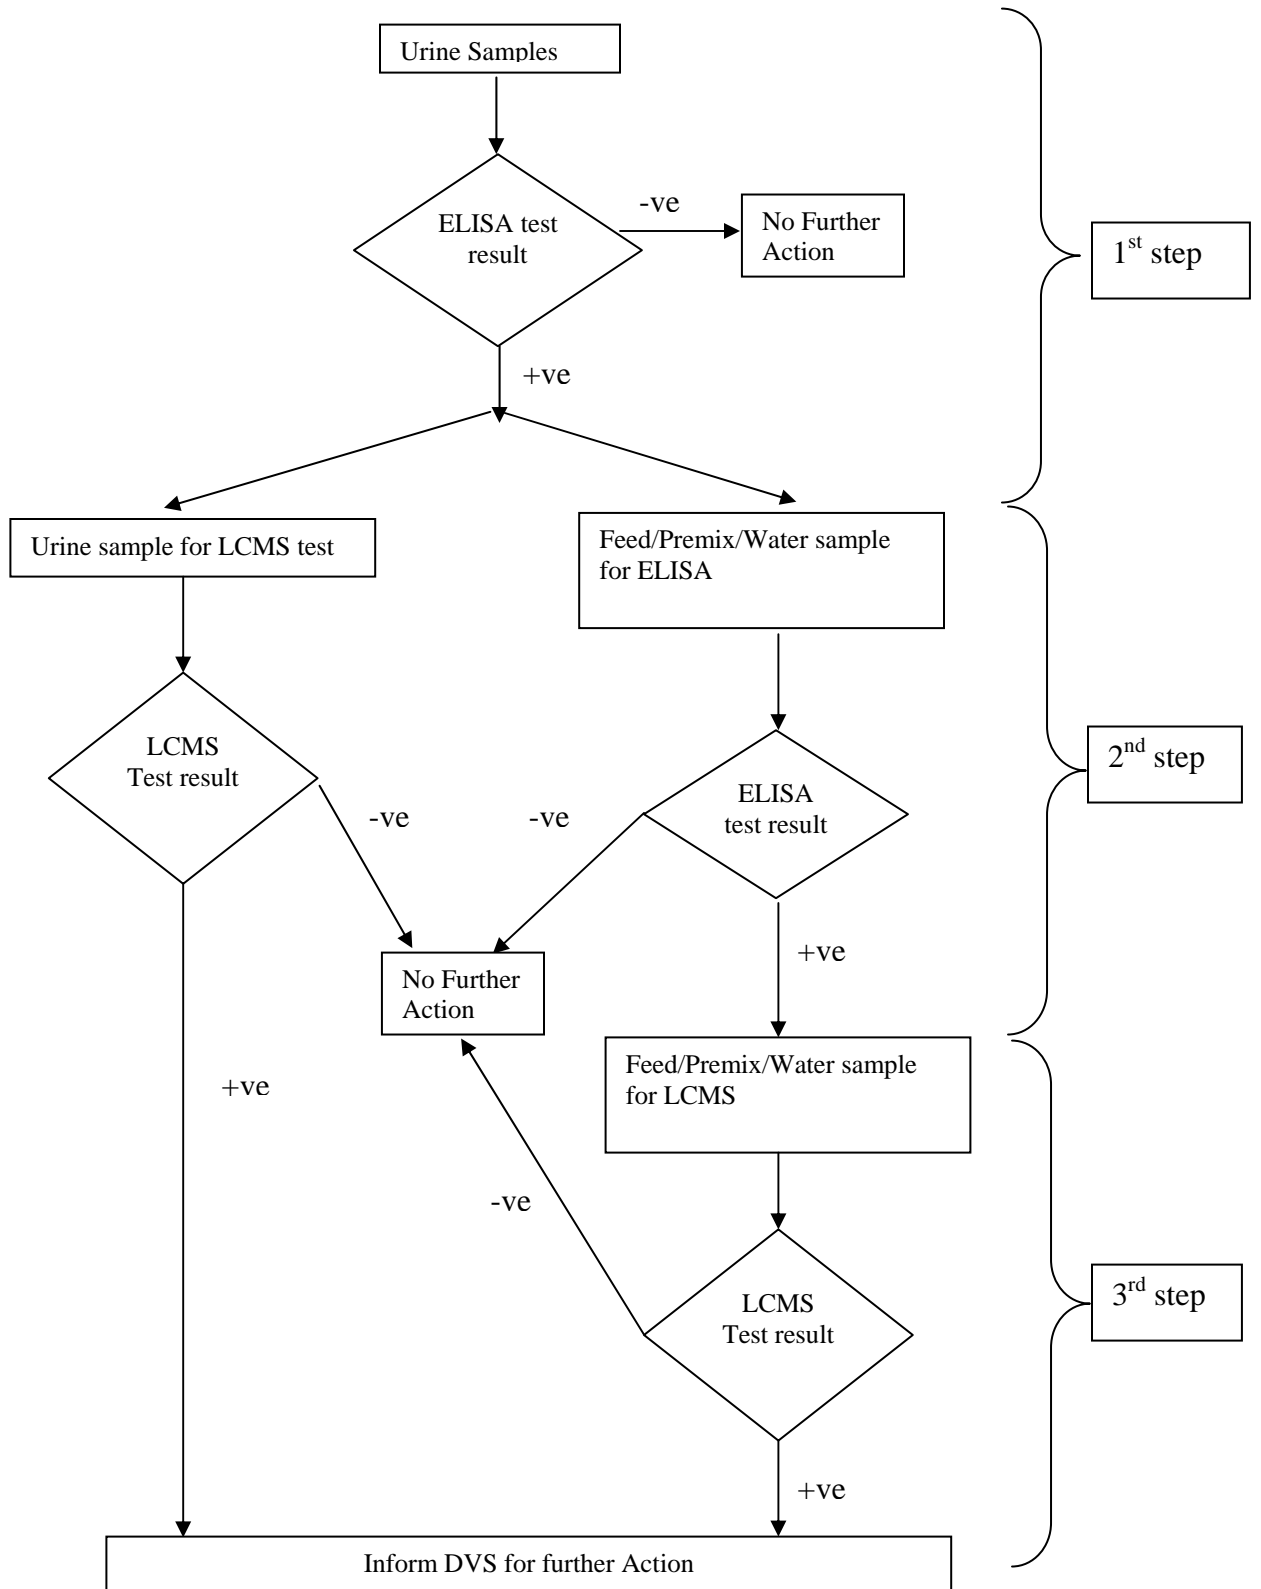 Urine Samples
ELISA test
result
-ve
No Further
Action
1st step
+ve
Urine sample for LCMS test
Feed/Premix/Water sample
for ELISA
LCMS
Test result
ELISA
test result
2nd step
-ve
-ve
+ve
No Further
Action
Feed/Premix/Water sample
for LCMS
+ve
-ve
LCMS
Test result
3rd step
+ve
Inform DVS for further Action